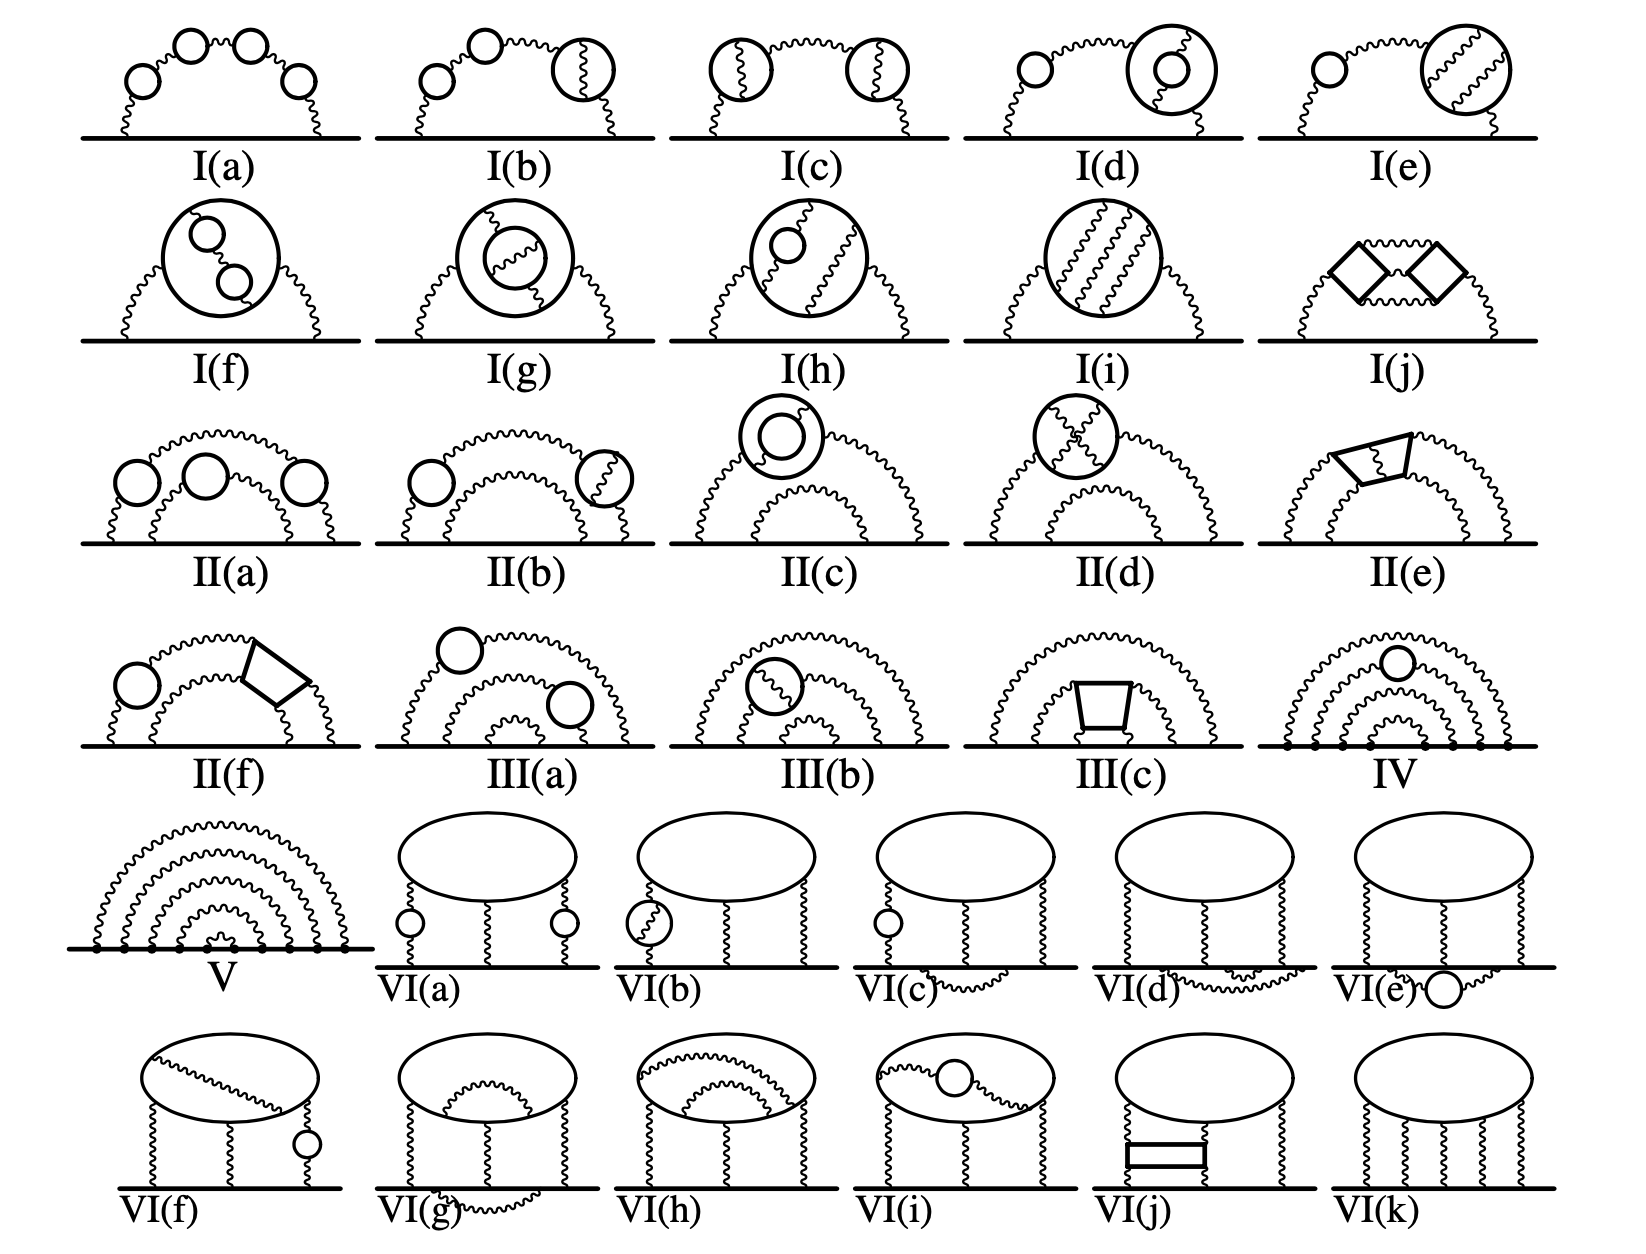 I(a) I(b) I(c) I(d) I(e)
I(f) I(g) I(h) I(i) I(j)
II(a) II(b) II(c) II(d) II(e)
II(f) III(a) III(b) III(c) IV
V VI(a) VI(b) VI(c) VI(d) VI(e)
VI(f) VI(g) VI(h) VI(i) VI(j) VI(k)